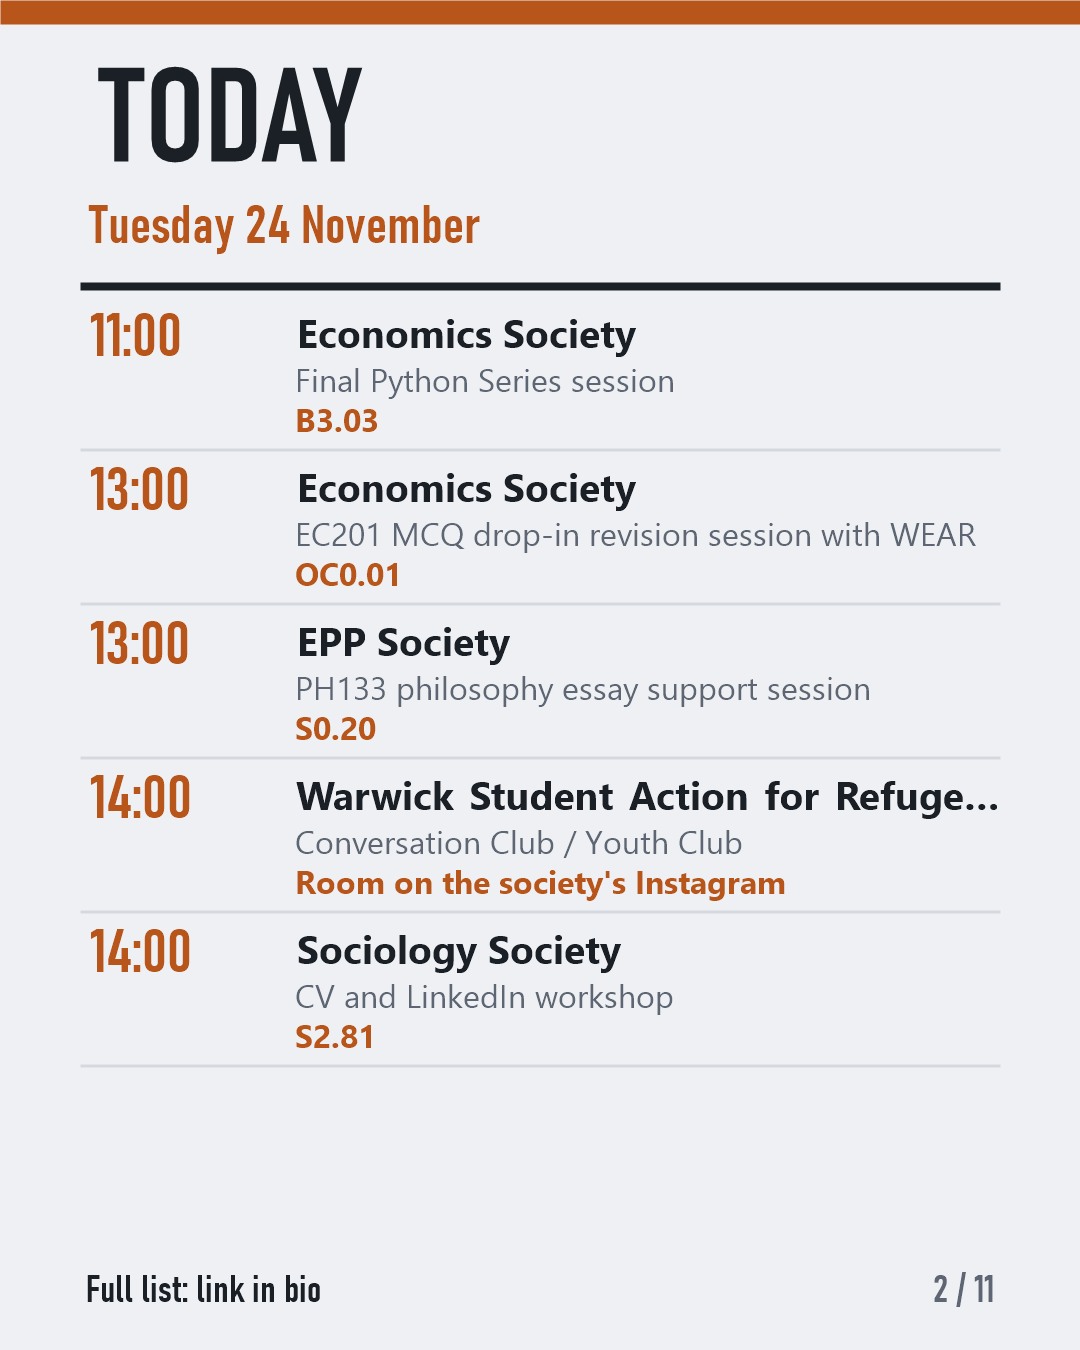 TODAY
Tuesday 24 November
11:00
Economics Society
Final Python Series session
B3.03
13:00
Economics Society
EC201 MCQ drop-in revision session with WEAR
OC0.01
13:00
EPP Society
PH133 philosophy essay support session
S0.20
14:00
Warwick Student Action for Refuge...
Conversation Club / Youth Club
Room on the society's Instagram
14:00
Sociology Society
CV and LinkedIn workshop
S2.81
Full list: link in bio
2 / 11